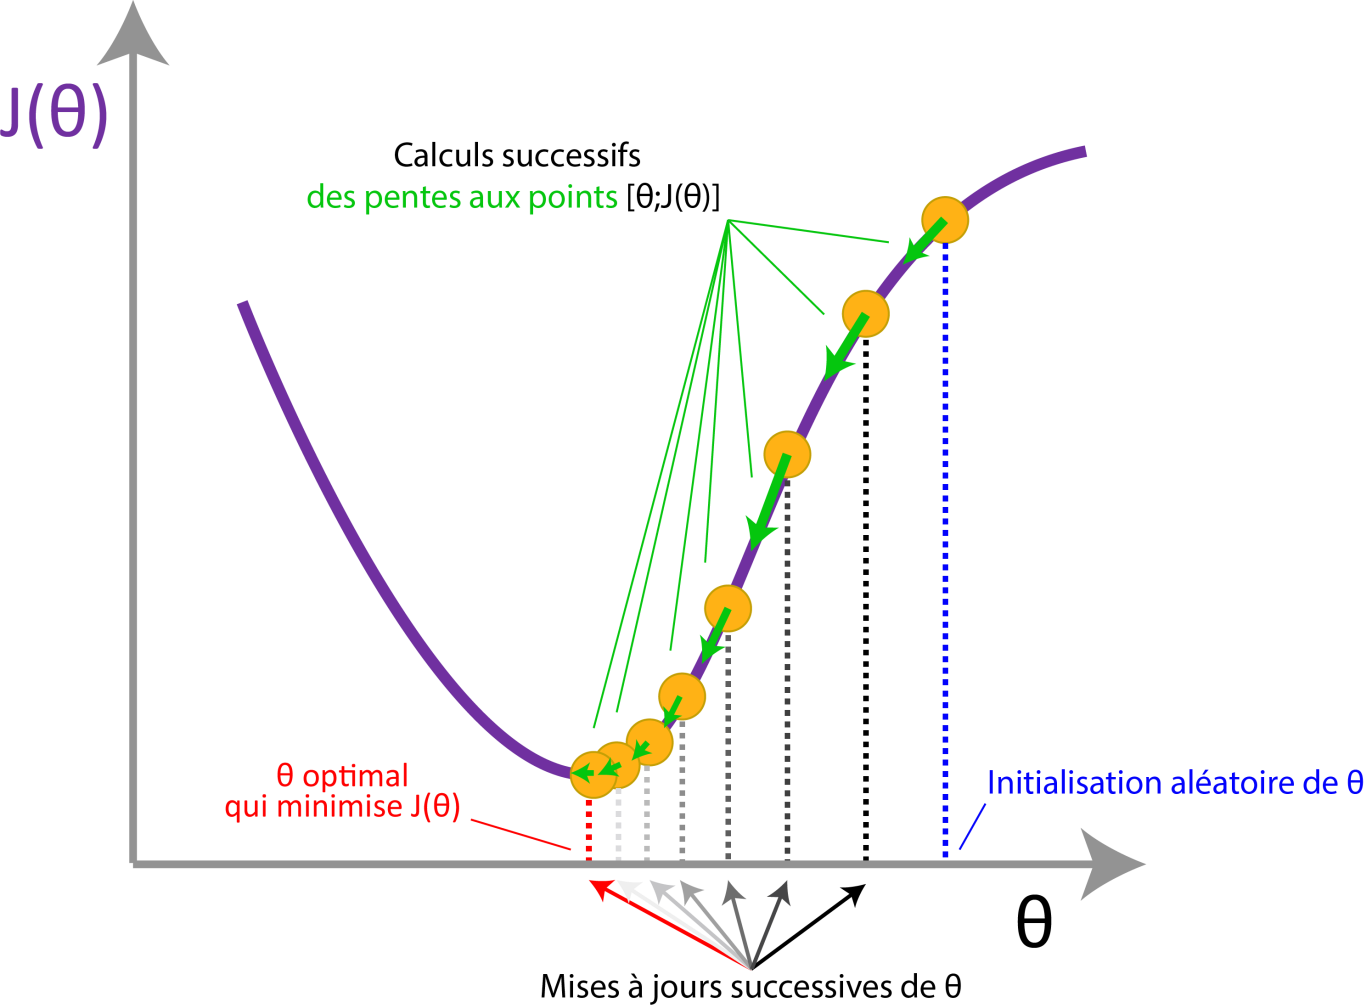 J(θ)
Calculs successifs
des pentes aux points [θ;J(θ)]
θ optimal
qui minimise J(θ)
Initialisation aléatoire de θ
θ
Mises à jours successives de θ